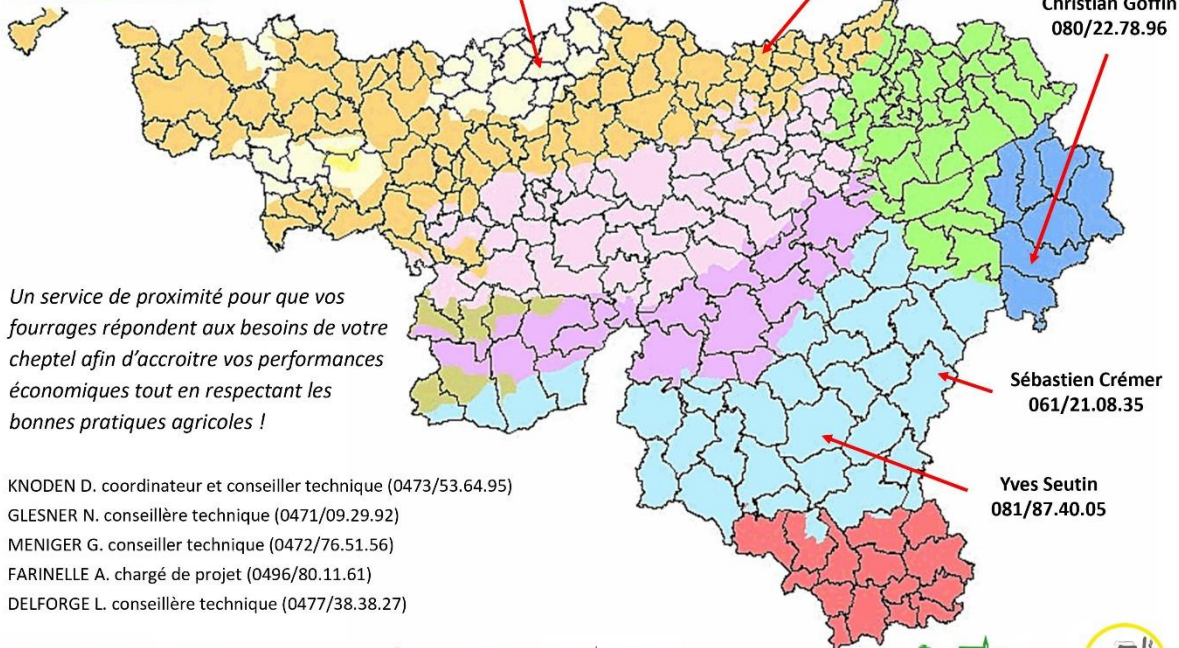 Christian Goffin
080/22.78.96
Un service de proximité pour que vos
fourrages répondent aux besoins de votre
cheptel afin d'accroitre vos performances
économiques tout en respectant les
bonnes pratiques agricoles !
Sébastien Crémer
061/21.08.35
Yves Seutin
081/87.40.05
KNODEN D. coordinateur et conseiller technique (0473/53.64.95)
GLESNER N. conseillère technique (0471/09.29.92)
MENIGER G. conseiller technique (0472/76.51.56)
FARINELLE A. chargé de projet (0496/80.11.61)
DELFORGE L. conseillère technique (0477/38.38.27)